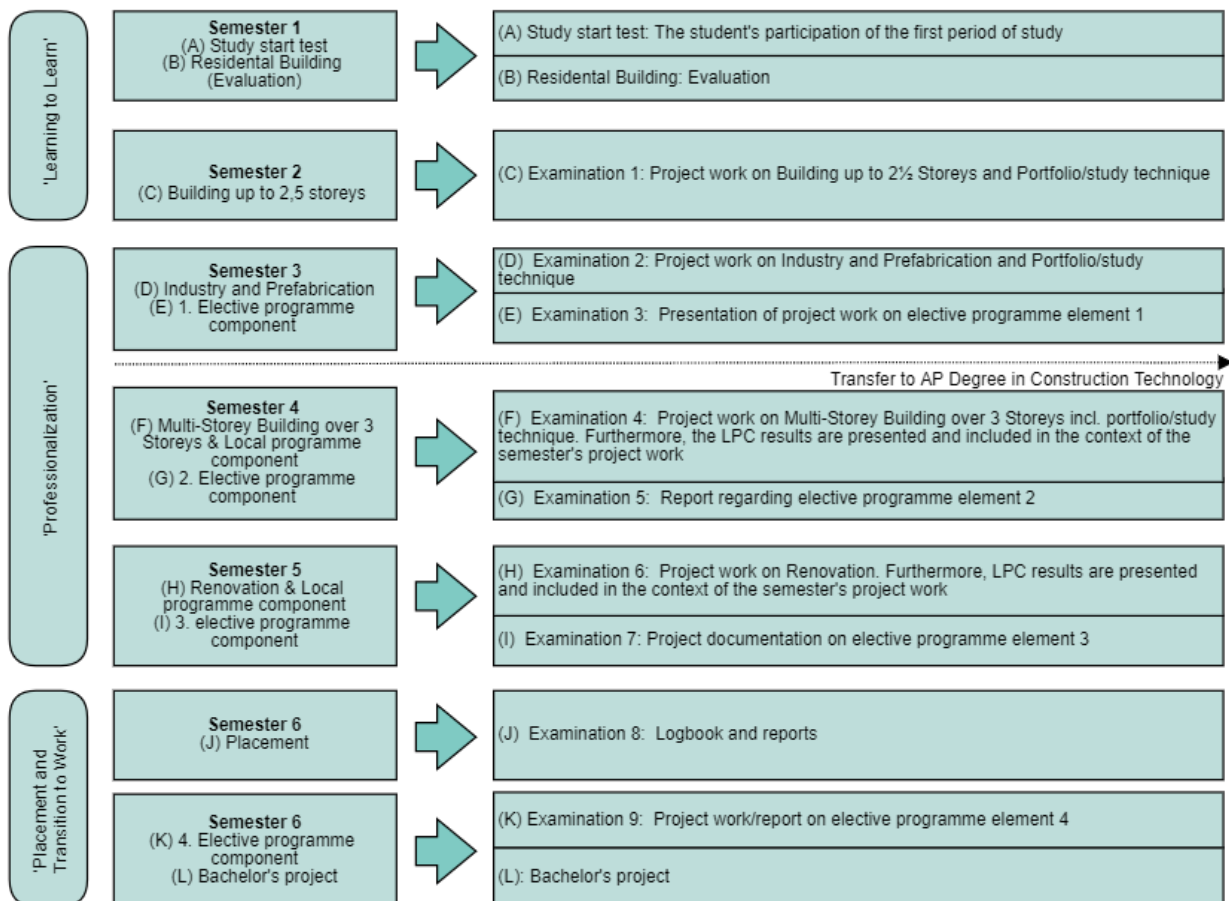 'Learning to Learn'
Semester 1
(A) Study start test
(B) Residental Building
(Evaluation)
(A) Study start test: The student's participation of the first period of study
(B) Residental Building: Evaluation
Semester 2
(C) Building up to 2,5 storeys
(C) Examination 1: Project work on Building up to 2½ Storeys and Portfolio/study technique
'Professionalization'
Semester 3
(D) Industry and Prefabrication
(E) 1. Elective programme
component
(D) Examination 2: Project work on Industry and Prefabrication and Portfolio/study
technique
(E) Examination 3: Presentation of project work on elective programme element 1
Transfer to AP Degree in Construction Technology
Semester 4
(F) Multi-Storey Building over 3
Storeys & Local programme
component
(G) 2. Elective programme
component
(F) Examination 4: Project work on Multi-Storey Building over 3 Storeys incl. portfolio/study
technique. Furthermore, the LPC results are presented and included in the context of the
semester's project work
(G) Examination 5: Report regarding elective programme element 2
Semester 5
(H) Renovation & Local
programme component
(I) 3. elective programme
component
(H) Examination 6: Project work on Renovation. Furthermore, LPC results are presented
and included in the context of the semester's project work
(I) Examination 7: Project documentation on elective programme element 3
'Placement and
Transition to Work'
Semester 6
(J) Placement
(J) Examination 8: Logbook and reports
Semester 6
(K) 4. Elective programme
component
(L) Bachelor's project
(K) Examination 9: Project work/report on elective programme element 4
(L): Bachelor's project